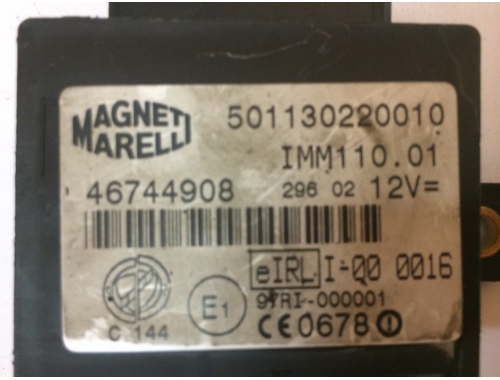 MAGNETI MARELLI
501130220010
IMM110.01
46744908 296 02 12V=
eIRL I-00 0016
97RI-000001
E1
C 144
CE0678